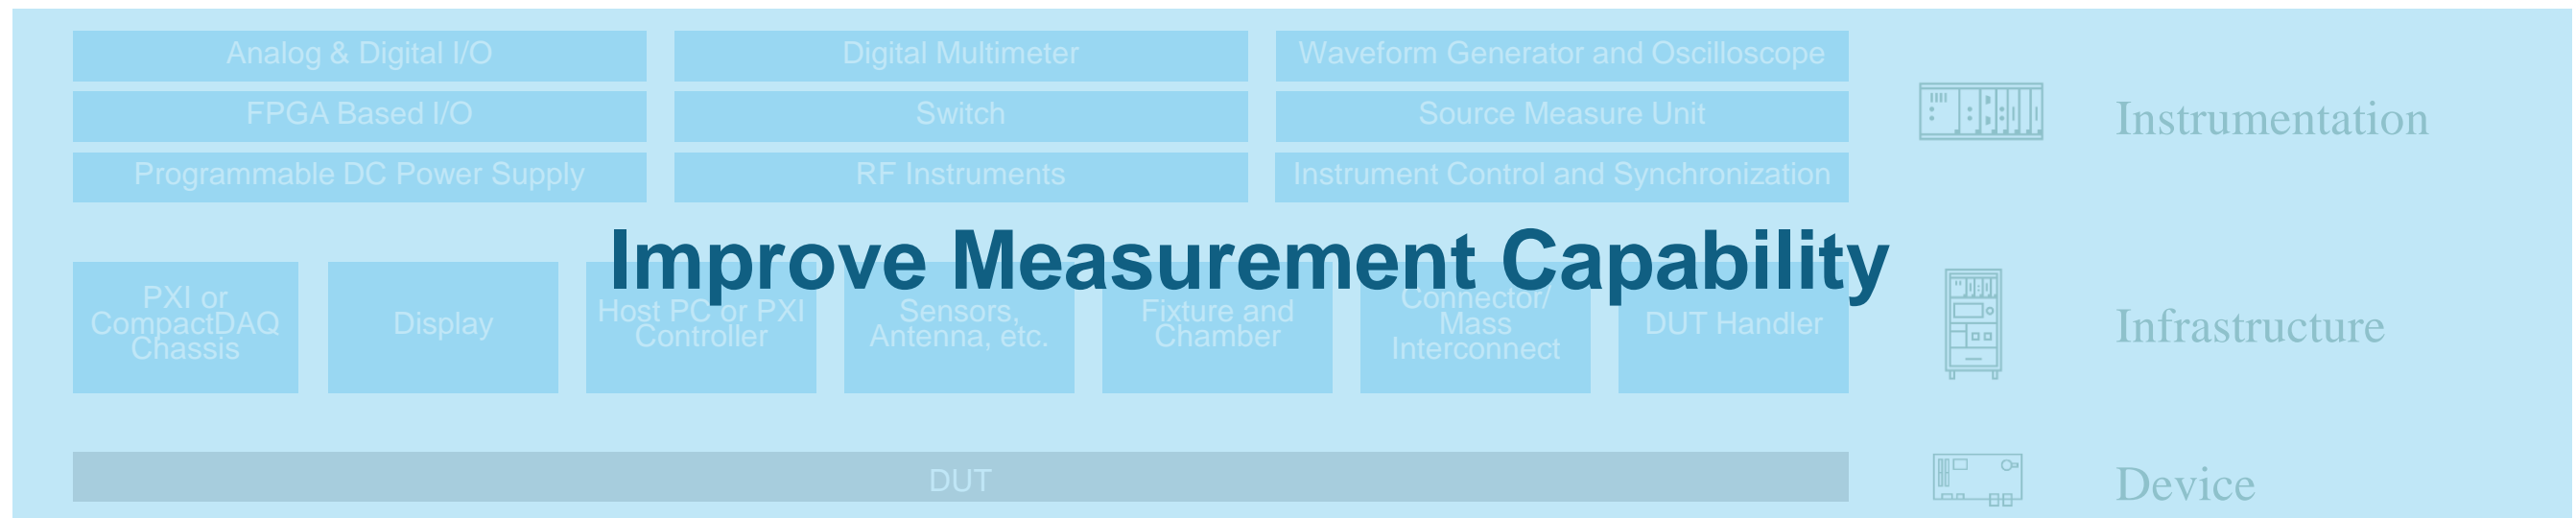 Analog & Digital I/O
Digital Multimeter
Waveform Generator and Oscilloscope
FPGA Based I/O
Switch
Source Measure Unit
Instrumentation
Programmable DC Power Supply
RF Instruments
Instrument Control and Synchronization
Improve Measurement Capability
PXI or
CompactDAQ
Chassis
Display
Host PC or PXI
Controller
Sensors,
Antenna, etc.
Fixture and
Chamber
Connector/
Mass
Interconnect
DUT Handler
Infrastructure
DUT
Device